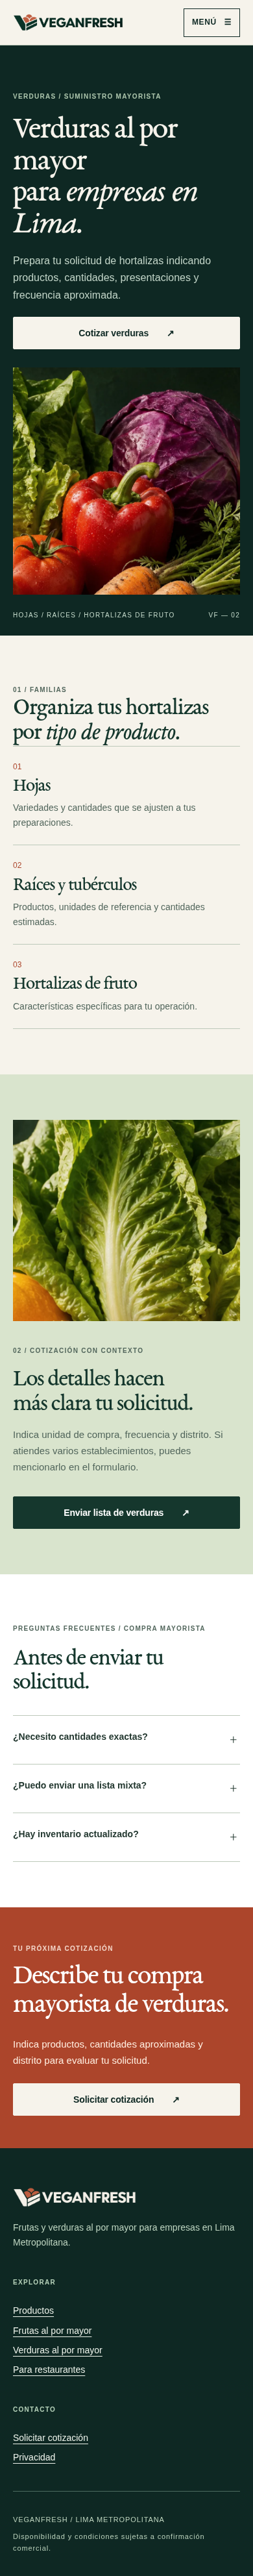 VEGANFRESH
MENÚ ☰
VERDURAS / SUMINISTRO MAYORISTA
Verduras al por
mayor
para empresas en
Lima.
Prepara tu solicitud de hortalizas indicando
productos, cantidades, presentaciones y
frecuencia aproximada.
Cotizar verduras ↗
HOJAS / RAÍCES / HORTALIZAS DE FRUTO VF — 02
01 / FAMILIAS
Organiza tus hortalizas
por tipo de producto.
01
Hojas
Variedades y cantidades que se ajusten a tus
preparaciones.
02
Raíces y tubérculos
Productos, unidades de referencia y cantidades
estimadas.
03
Hortalizas de fruto
Características específicas para tu operación.
02 / COTIZACIÓN CON CONTEXTO
Los detalles hacen
más clara tu solicitud.
Indica unidad de compra, frecuencia y distrito. Si
atiendes varios establecimientos, puedes
mencionarlo en el formulario.
Enviar lista de verduras ↗
PREGUNTAS FRECUENTES / COMPRA MAYORISTA
Antes de enviar tu
solicitud.
¿Necesito cantidades exactas? +
¿Puedo enviar una lista mixta? +
¿Hay inventario actualizado? +
TU PRÓXIMA COTIZACIÓN
Describe tu compra
mayorista de verduras.
Indica productos, cantidades aproximadas y
distrito para evaluar tu solicitud.
Solicitar cotización ↗
VEGANFRESH
Frutas y verduras al por mayor para empresas en Lima
Metropolitana.
EXPLORAR
Productos
Frutas al por mayor
Verduras al por mayor
Para restaurantes
CONTACTO
Solicitar cotización
Privacidad
VEGANFRESH / LIMA METROPOLITANA
Disponibilidad y condiciones sujetas a confirmación
comercial.